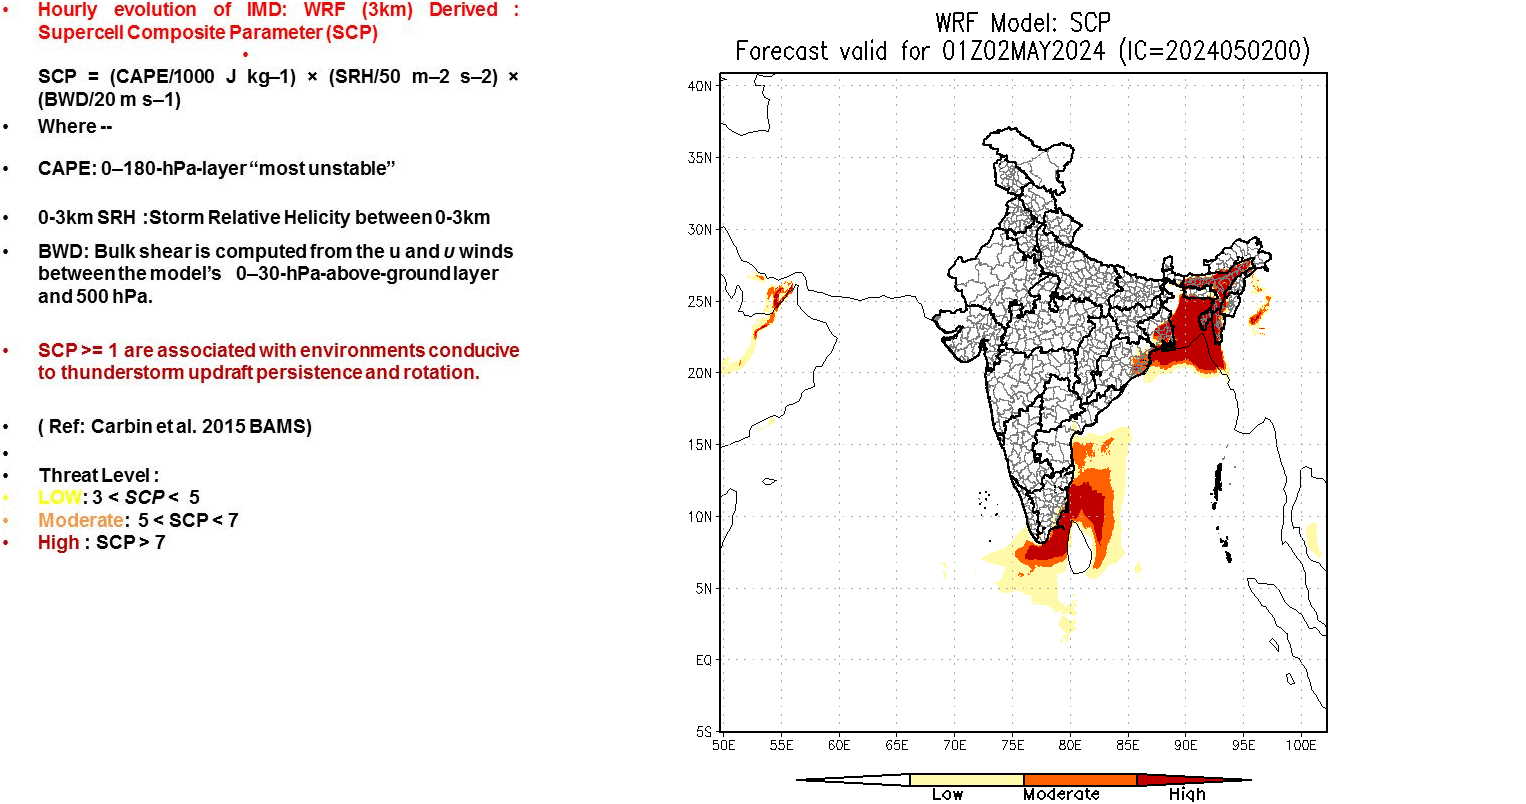 • Hourly evolution of IMD: WRF (3km) Derived :
Supercell Composite Parameter (SCP)
•
SCP = (CAPE/1000 J kg–1) × (SRH/50 m–2 s–2) ×
(BWD/20 m s–1)
• Where --
• CAPE: 0–180-hPa-layer “most unstable”
• 0-3km SRH :Storm Relative Helicity between 0-3km
• BWD: Bulk shear is computed from the u and υ winds
between the model’s 0–30-hPa-above-ground layer
and 500 hPa.
• SCP >= 1 are associated with environments conducive
to thunderstorm updraft persistence and rotation.
• ( Ref: Carbin et al. 2015 BAMS)
•
• Threat Level :
• LOW: 3 < SCP < 5
• Moderate: 5 < SCP < 7
• High : SCP > 7
WRF Model: SCP
Forecast valid for 01Z02MAY2024 (IC=2024050200)
40N
35N
30N
25N
20N
15N
10N
5N
EQ
5S
50E 55E 60E 65E 70E 75E 80E 85E 90E 95E 100E
Low Moderate High